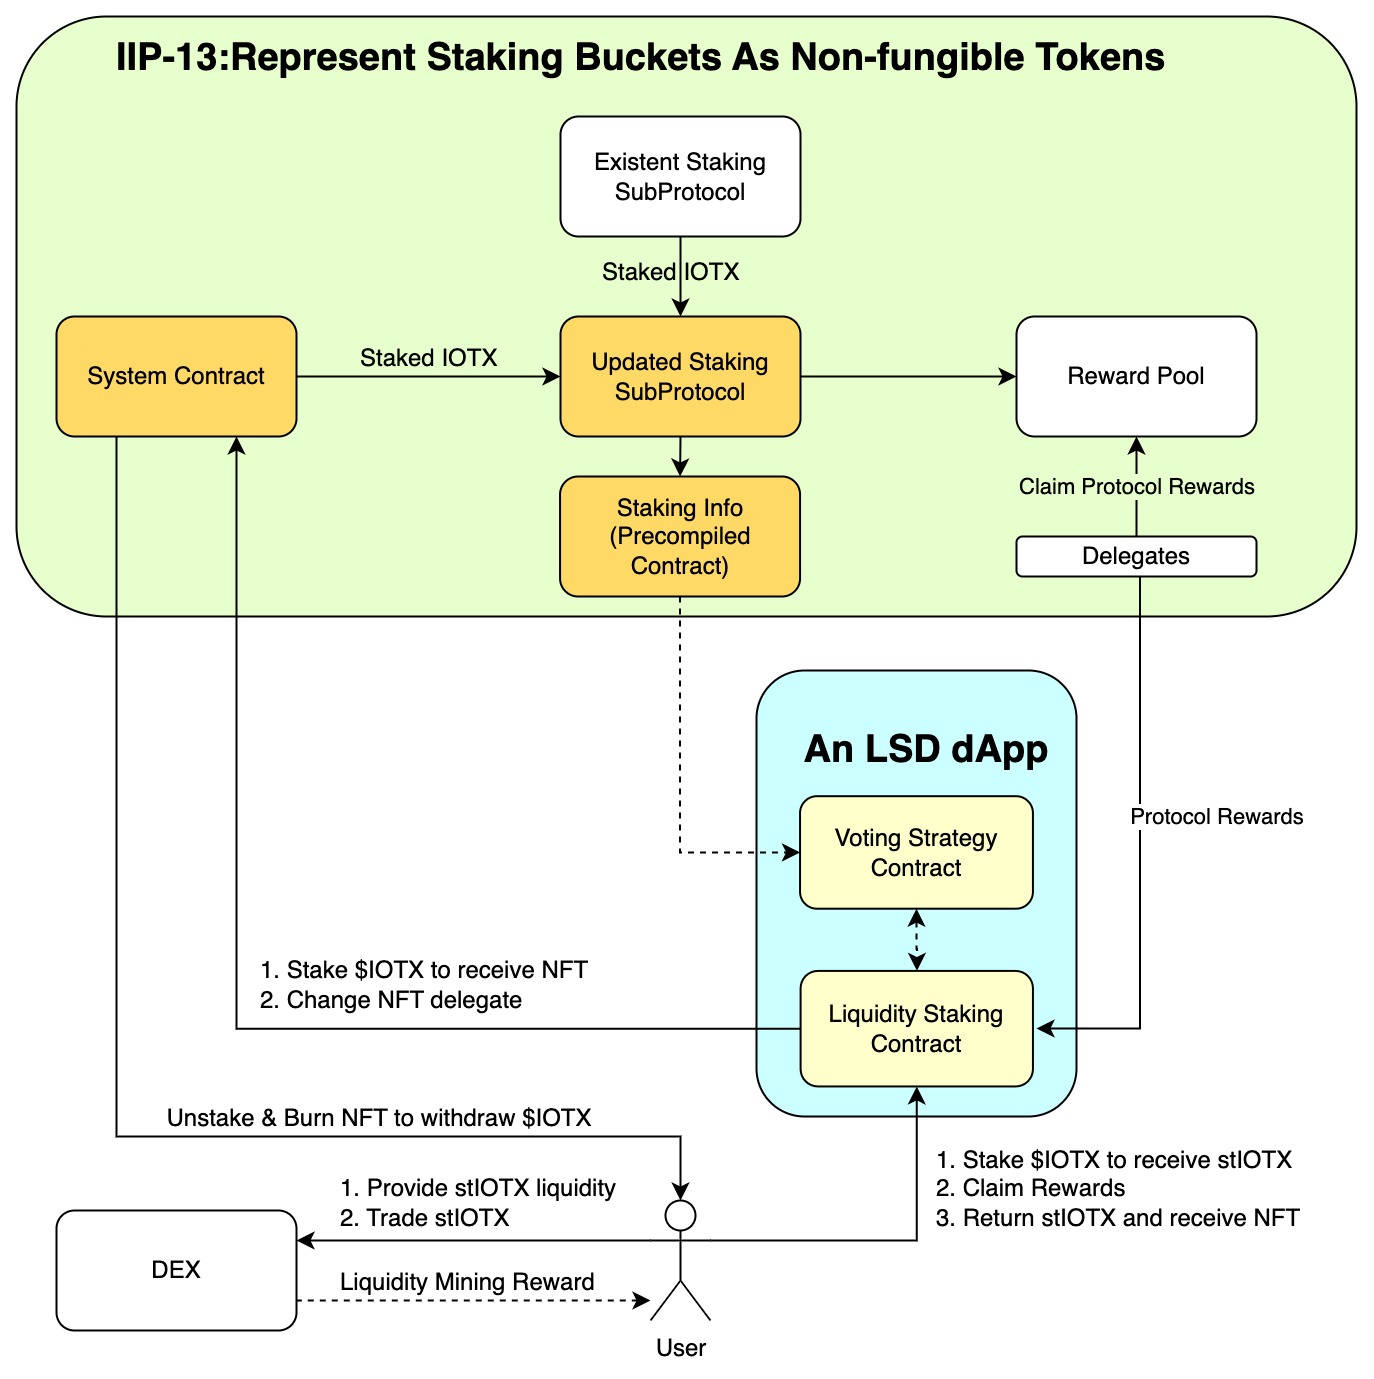 IIP-13:Represent Staking Buckets As Non-fungible Tokens
Existent Staking
SubProtocol
Staked IOTX
System Contract
Staked IOTX
Updated Staking
SubProtocol
Reward Pool
Claim Protocol Rewards
Staking Info
(Precompiled
Contract)
Delegates
An LSD dApp
Voting Strategy
Contract
Protocol Rewards
1. Stake $IOTX to receive NFT
2. Change NFT delegate
Liquidity Staking
Contract
Unstake & Burn NFT to withdraw $IOTX
1. Stake $IOTX to receive stIOTX
2. Claim Rewards
3. Return stIOTX and receive NFT
1. Provide stIOTX liquidity
2. Trade stIOTX
DEX
Liquidity Mining Reward
User